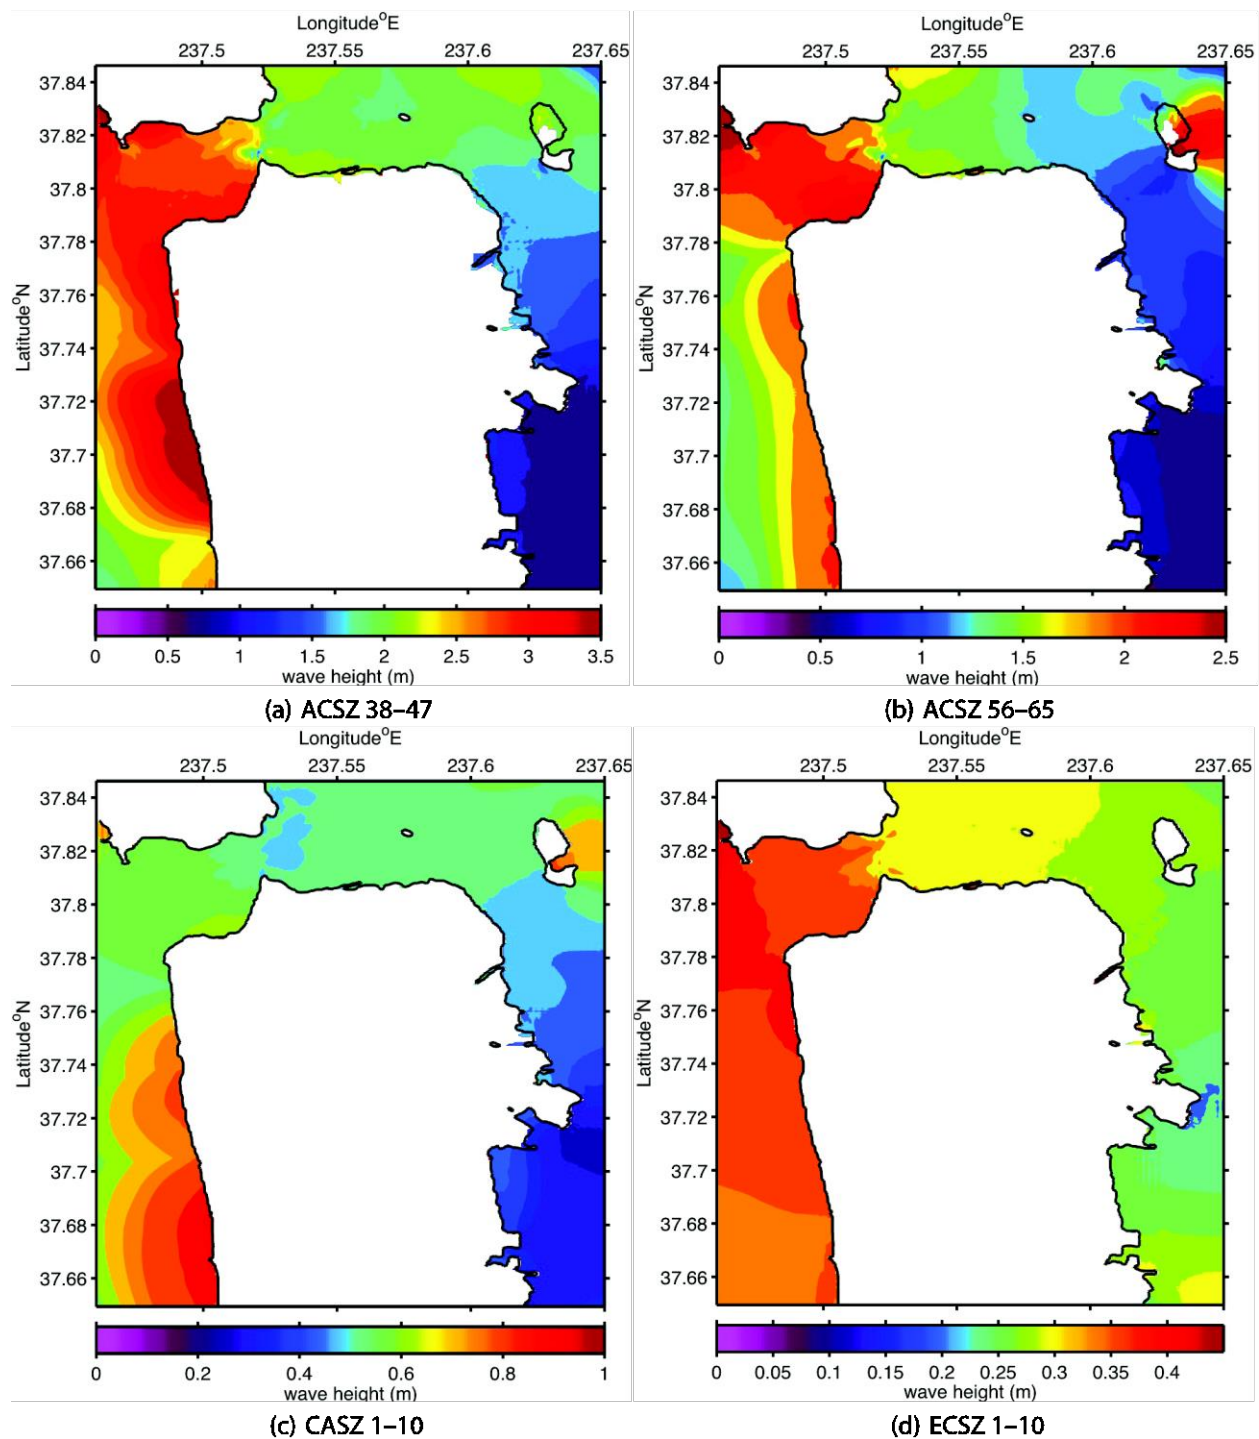 Longitude°E
237.5 237.55 237.6 237.65
37.84
37.82
37.8
37.78
37.76
37.74
37.72
37.7
37.68
37.66
Latitude°N
0 0.5 1 1.5 2 2.5 3 3.5
wave height (m)
(a) ACSZ 38–47
Longitude°E
237.5 237.55 237.6 237.65
37.84
37.82
37.8
37.78
37.76
37.74
37.72
37.7
37.68
37.66
Latitude°N
0 0.5 1 1.5 2 2.5
wave height (m)
(b) ACSZ 56–65
Longitude°E
237.5 237.55 237.6 237.65
37.84
37.82
37.8
37.78
37.76
37.74
37.72
37.7
37.68
37.66
Latitude°N
0 0.2 0.4 0.6 0.8 1
wave height (m)
(c) CASZ 1–10
Longitude°E
237.5 237.55 237.6 237.65
37.84
37.82
37.8
37.78
37.76
37.74
37.72
37.7
37.68
37.66
Latitude°N
0 0.05 0.1 0.15 0.2 0.25 0.3 0.35 0.4
wave height (m)
(d) ECSZ 1–10